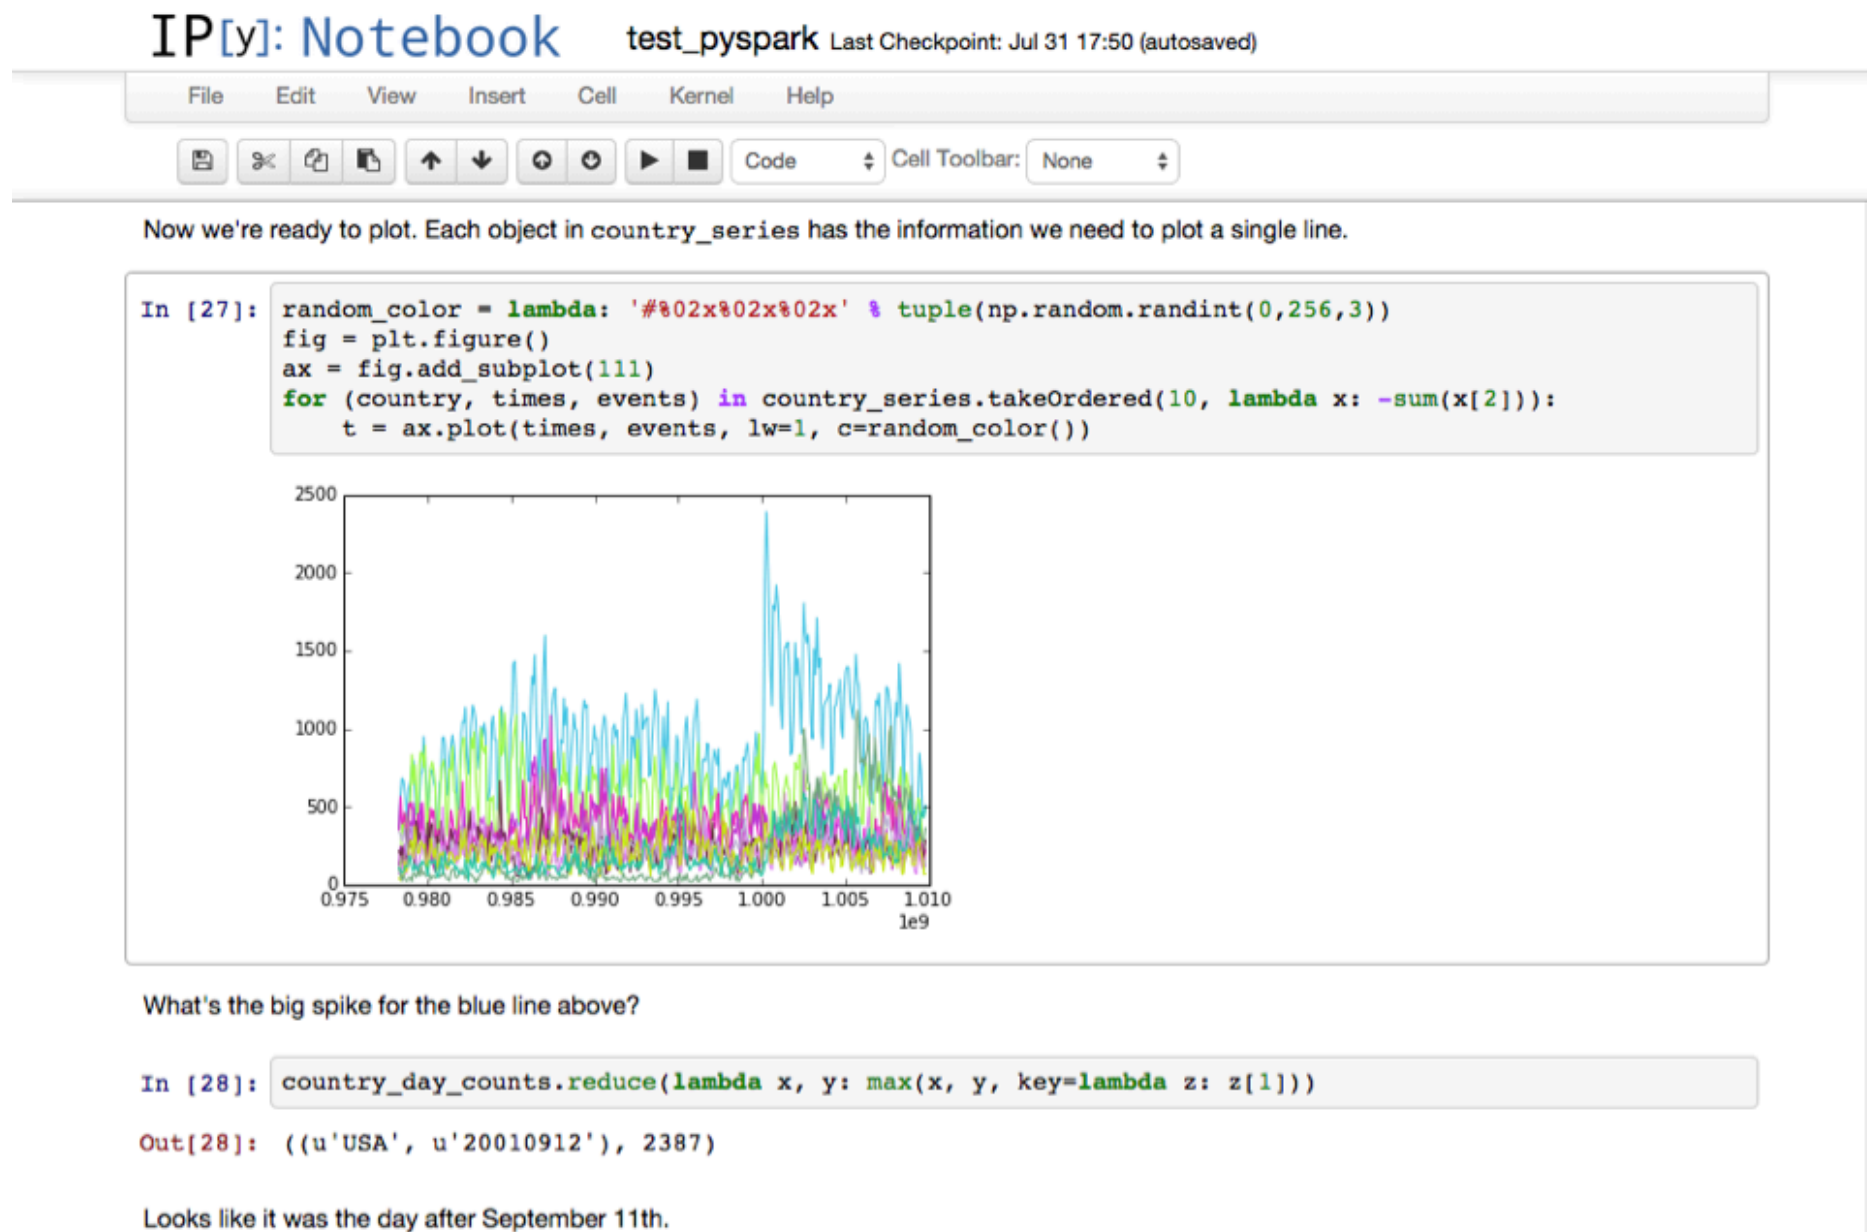 IP[y]: Notebook test_pyspark Last Checkpoint: Jul 31 17:50 (autosaved)
File Edit View Insert Cell Kernel Help
Code Cell Toolbar: None
Now we're ready to plot. Each object in country_series has the information we need to plot a single line.
In [27]: random_color = lambda: '#%02x%02x%02x' % tuple(np.random.randint(0,256,3))
fig = plt.figure()
ax = fig.add_subplot(111)
for (country, times, events) in country_series.takeOrdered(10, lambda x: -sum(x[2])):
    t = ax.plot(times, events, lw=1, c=random_color())
2500
2000
1500
1000
500
0
0.975 0.980 0.985 0.990 0.995 1.000 1.005 1.010
1e9
What's the big spike for the blue line above?
In [28]: country_day_counts.reduce(lambda x, y: max(x, y, key=lambda z: z[1]))
Out[28]: ((u'USA', u'20010912'), 2387)
Looks like it was the day after September 11th.